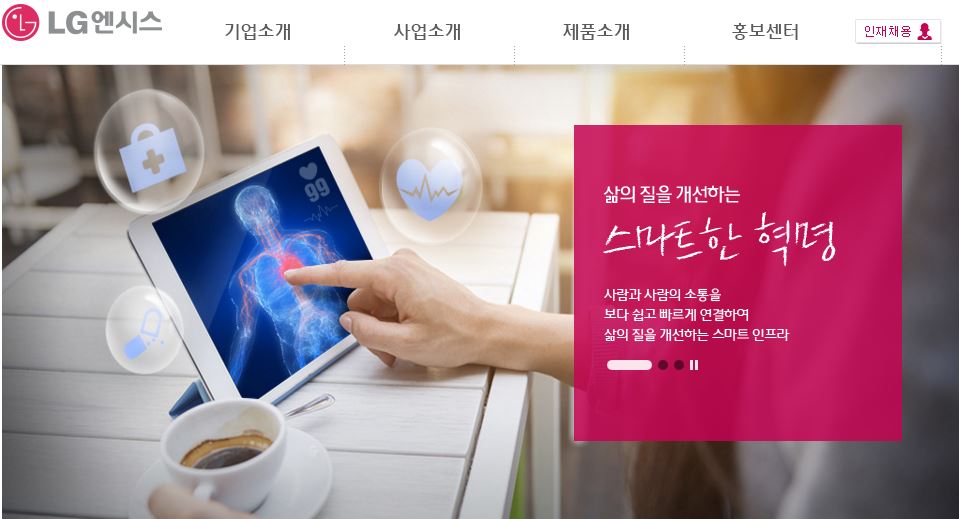 LG엔시스
기업소개
사업소개
제품소개
홍보센터
인재채용
99
삶의 질을 개선하는
스마트한 혁명
사람과 사람의 소통을
보다 쉽고 빠르게 연결하여
삶의 질을 개선하는 스마트 인프라